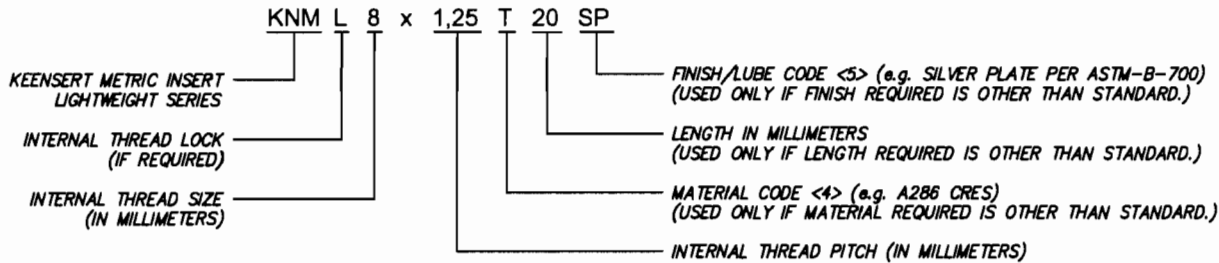 KNM L 8 x 1,25 T 20 SP
KEENSERT METRIC INSERT
LIGHTWEIGHT SERIES
INTERNAL THREAD LOCK
(IF REQUIRED)
INTERNAL THREAD SIZE
(IN MILLIMETERS)
FINISH/LUBE CODE <5> (e.g. SILVER PLATE PER ASTM-B-700)
(USED ONLY IF FINISH REQUIRED IS OTHER THAN STANDARD.)
LENGTH IN MILLIMETERS
(USED ONLY IF LENGTH REQUIRED IS OTHER THAN STANDARD.)
MATERIAL CODE <4> (e.g. A286 CRES)
(USED ONLY IF MATERIAL REQUIRED IS OTHER THAN STANDARD.)
INTERNAL THREAD PITCH (IN MILLIMETERS)